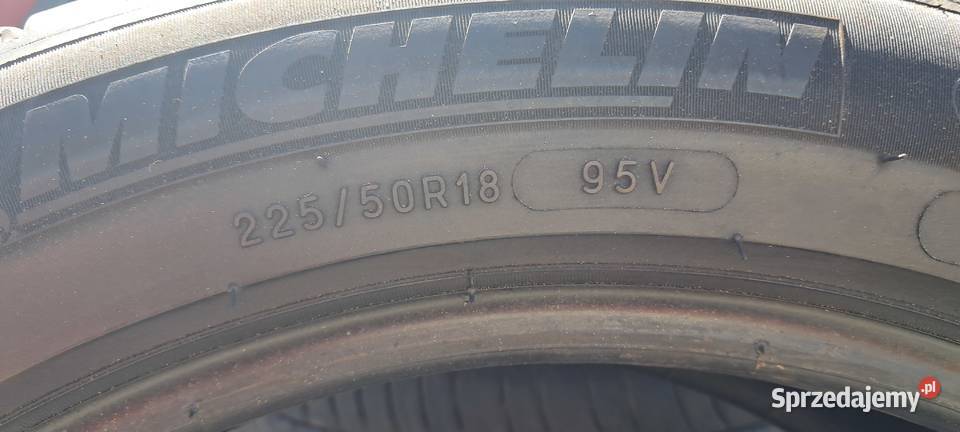 MICHELIN
225/50R18 95V
Sprzedajemy.pl